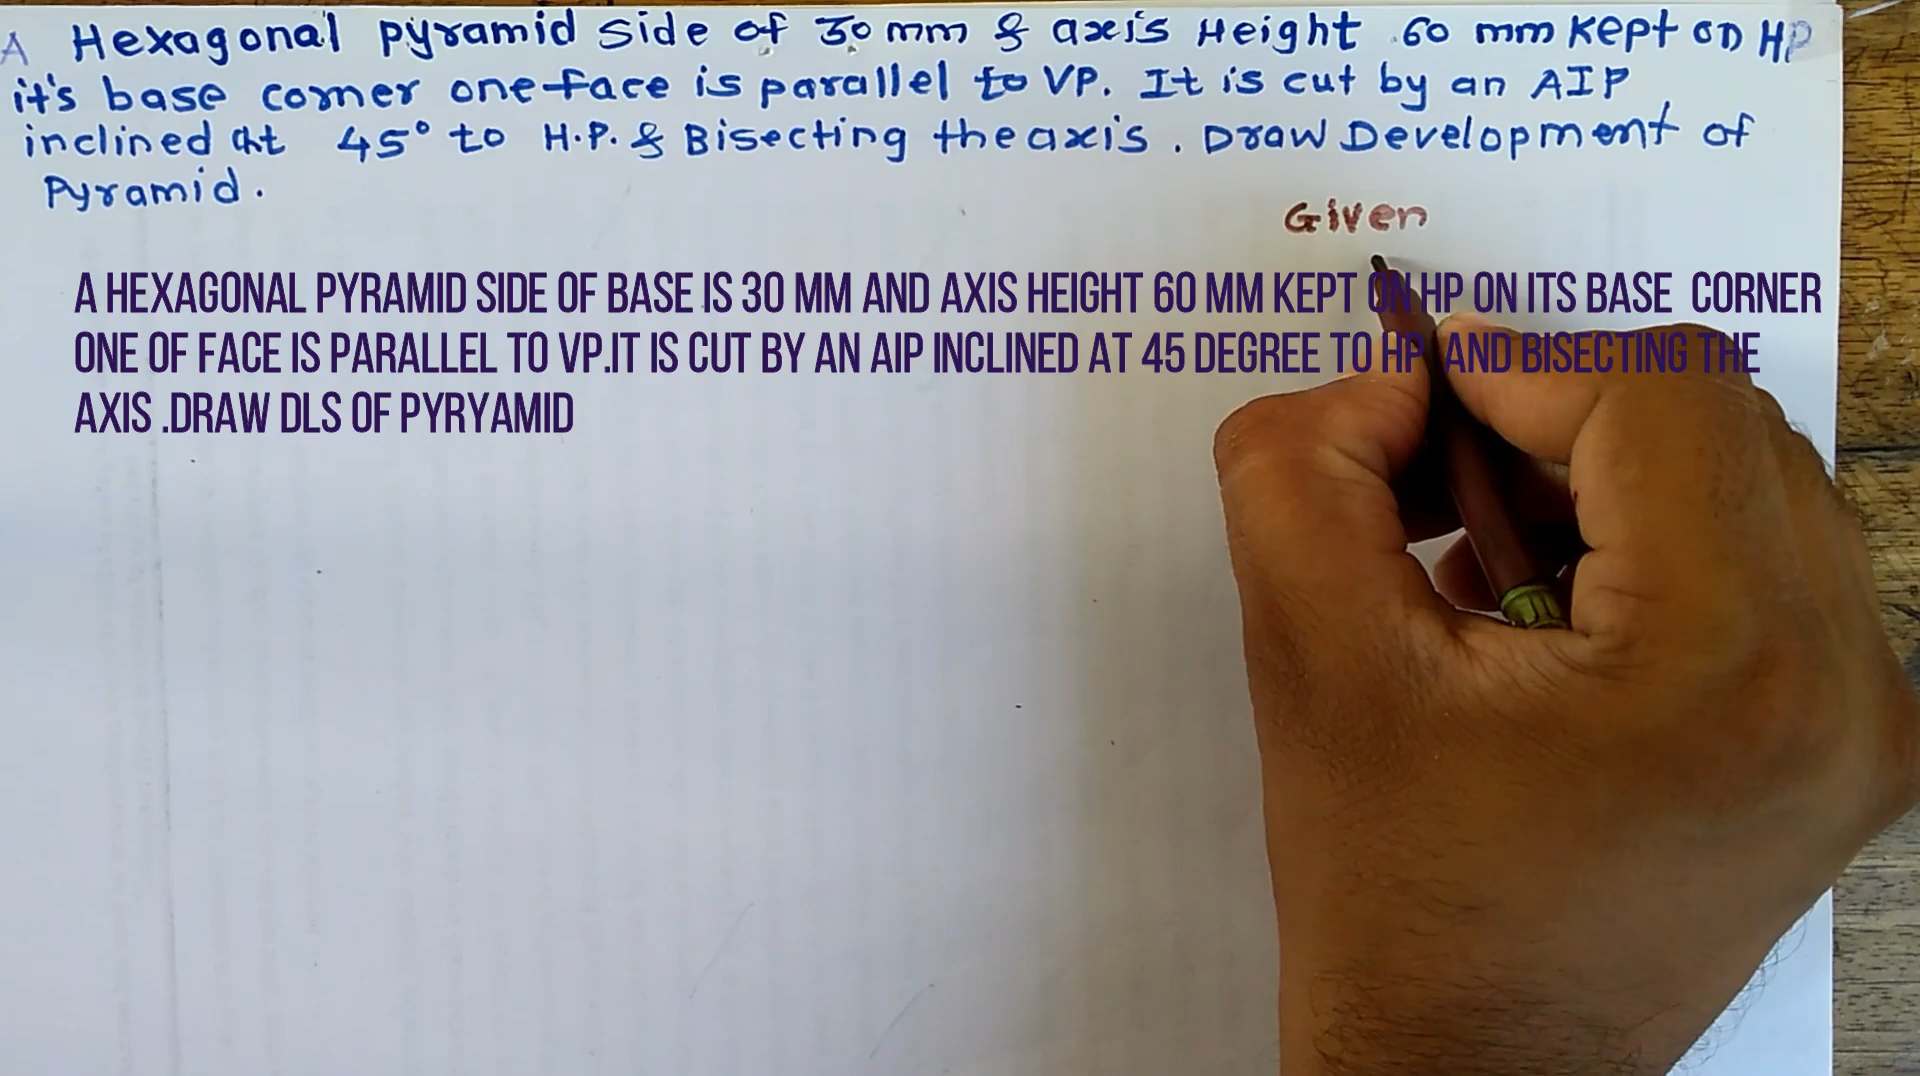 A Hexagonal pyramid side of 30 mm & axis Height 60 mm Kept on HP
it's base corner one face is parallel to VP. It is cut by an AIP
inclined at 45° to H.P. & Bisecting the axis. Draw Development of
Pyramid.
Given
A HEXAGONAL PYRAMID SIDE OF BASE IS 30 MM AND AXIS HEIGHT 60 MM KEPT ON HP ON ITS BASE CORNER
ONE OF FACE IS PARALLEL TO VP.IT IS CUT BY AN AIP INCLINED AT 45 DEGREE TO HP AND BISECTING THE
AXIS .DRAW DLS OF PYRYAMID